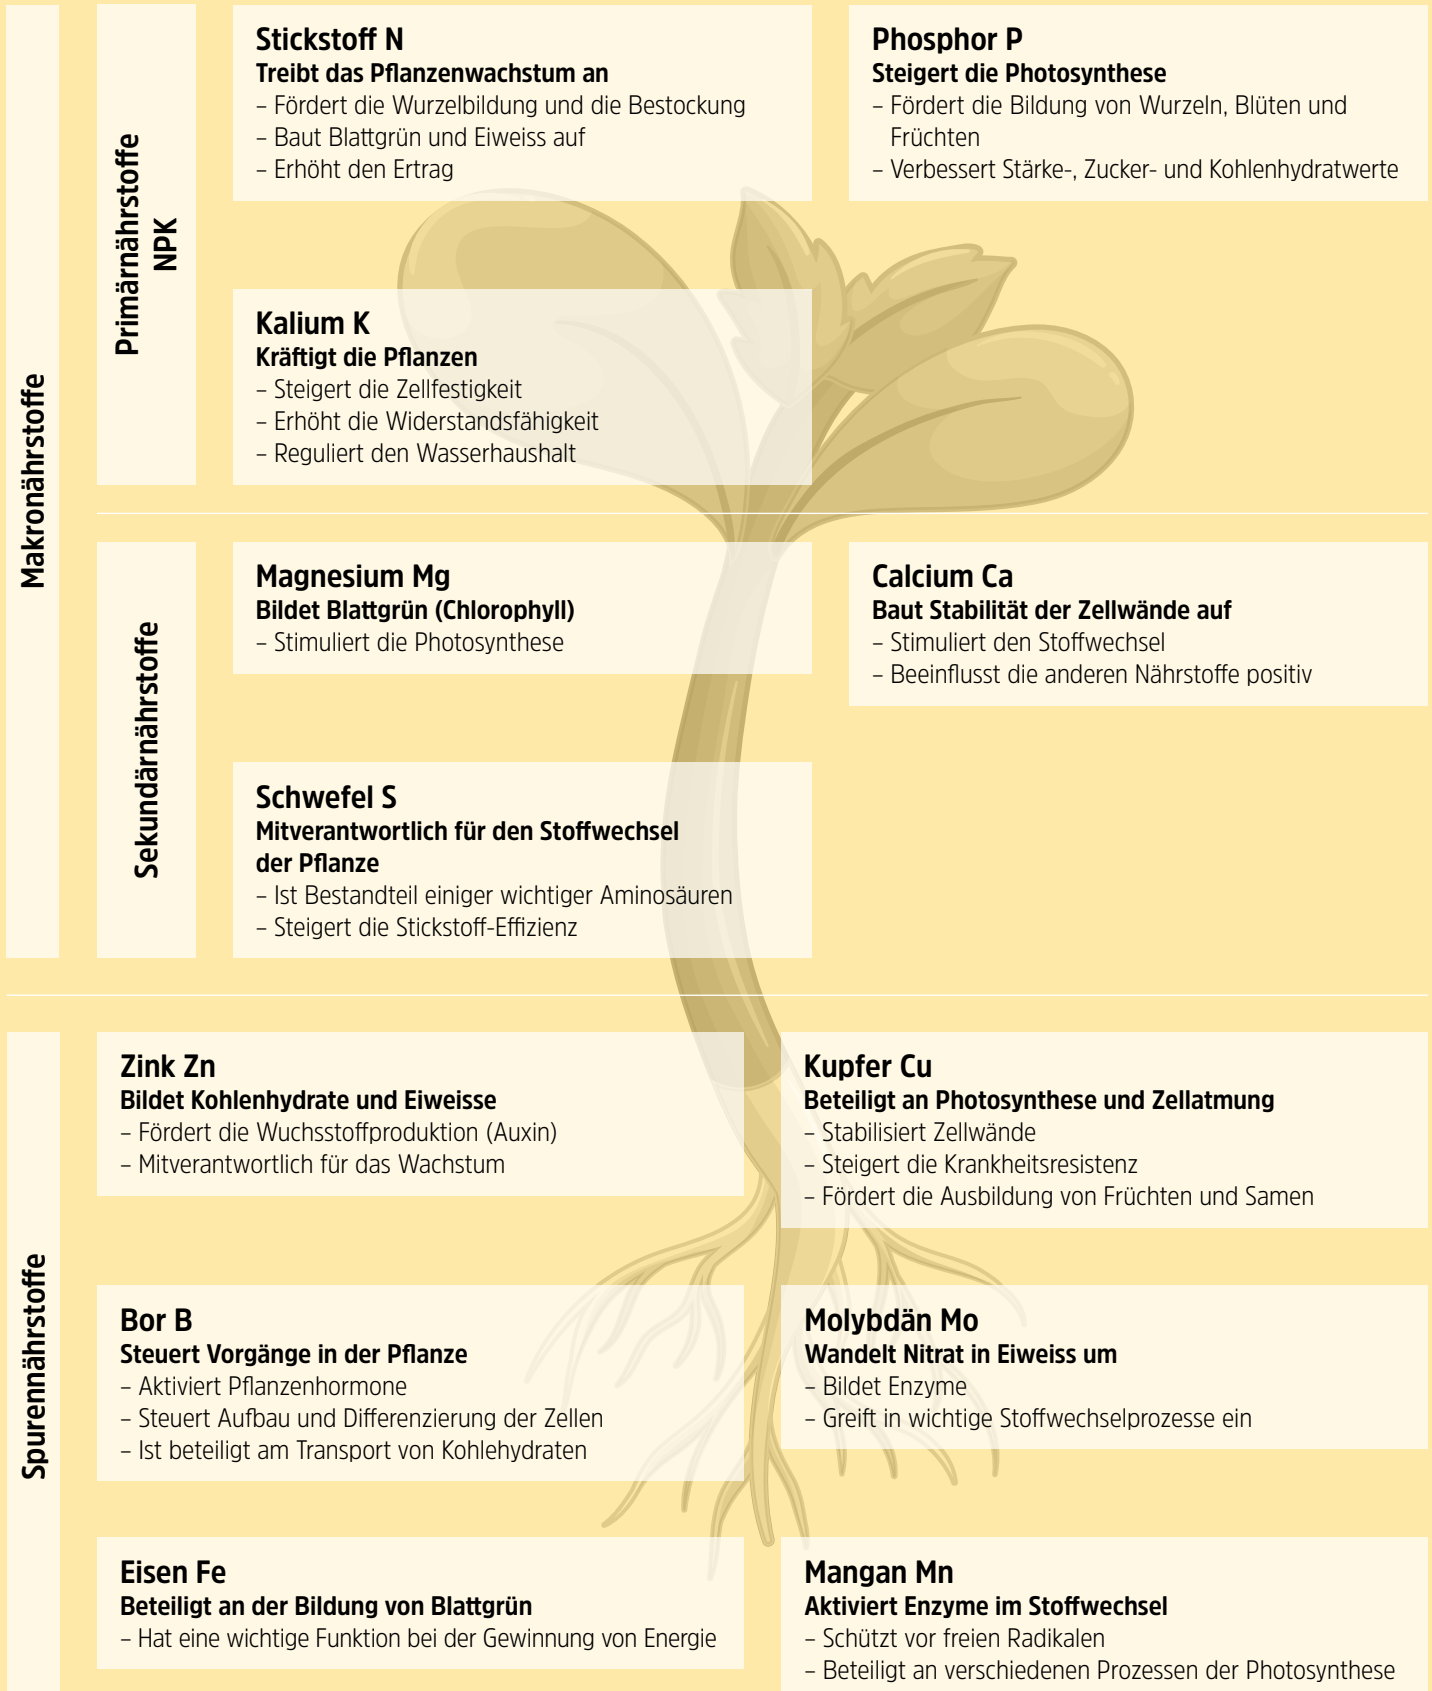 Makronährstoffe
Primärnährstoffe
NPK
Stickstoff N
Treibt das Pflanzenwachstum an
– Fördert die Wurzelbildung und die Bestockung
– Baut Blattgrün und Eiweiss auf
– Erhöht den Ertrag
Phosphor P
Steigert die Photosynthese
– Fördert die Bildung von Wurzeln, Blüten und
Früchten
– Verbessert Stärke-, Zucker- und Kohlenhydratwerte
Kalium K
Kräftigt die Pflanzen
– Steigert die Zellfestigkeit
– Erhöht die Widerstandsfähigkeit
– Reguliert den Wasserhaushalt
Sekundärnährstoffe
Magnesium Mg
Bildet Blattgrün (Chlorophyll)
– Stimuliert die Photosynthese
Calcium Ca
Baut Stabilität der Zellwände auf
– Stimuliert den Stoffwechsel
– Beeinflusst die anderen Nährstoffe positiv
Schwefel S
Mitverantwortlich für den Stoffwechsel
der Pflanze
– Ist Bestandteil einiger wichtiger Aminosäuren
– Steigert die Stickstoff-Effizienz
Spurennährstoffe
Zink Zn
Bildet Kohlenhydrate und Eiweisse
– Fördert die Wuchsstoffproduktion (Auxin)
– Mitverantwortlich für das Wachstum
Kupfer Cu
Beteiligt an Photosynthese und Zellatmung
– Stabilisiert Zellwände
– Steigert die Krankheitsresistenz
– Fördert die Ausbildung von Früchten und Samen
Bor B
Steuert Vorgänge in der Pflanze
– Aktiviert Pflanzenhormone
– Steuert Aufbau und Differenzierung der Zellen
– Ist beteiligt am Transport von Kohlehydraten
Molybdän Mo
Wandelt Nitrat in Eiweiss um
– Bildet Enzyme
– Greift in wichtige Stoffwechselprozesse ein
Eisen Fe
Beteiligt an der Bildung von Blattgrün
– Hat eine wichtige Funktion bei der Gewinnung von Energie
Mangan Mn
Aktiviert Enzyme im Stoffwechsel
– Schützt vor freien Radikalen
– Beteiligt an verschiedenen Prozessen der Photosynthese